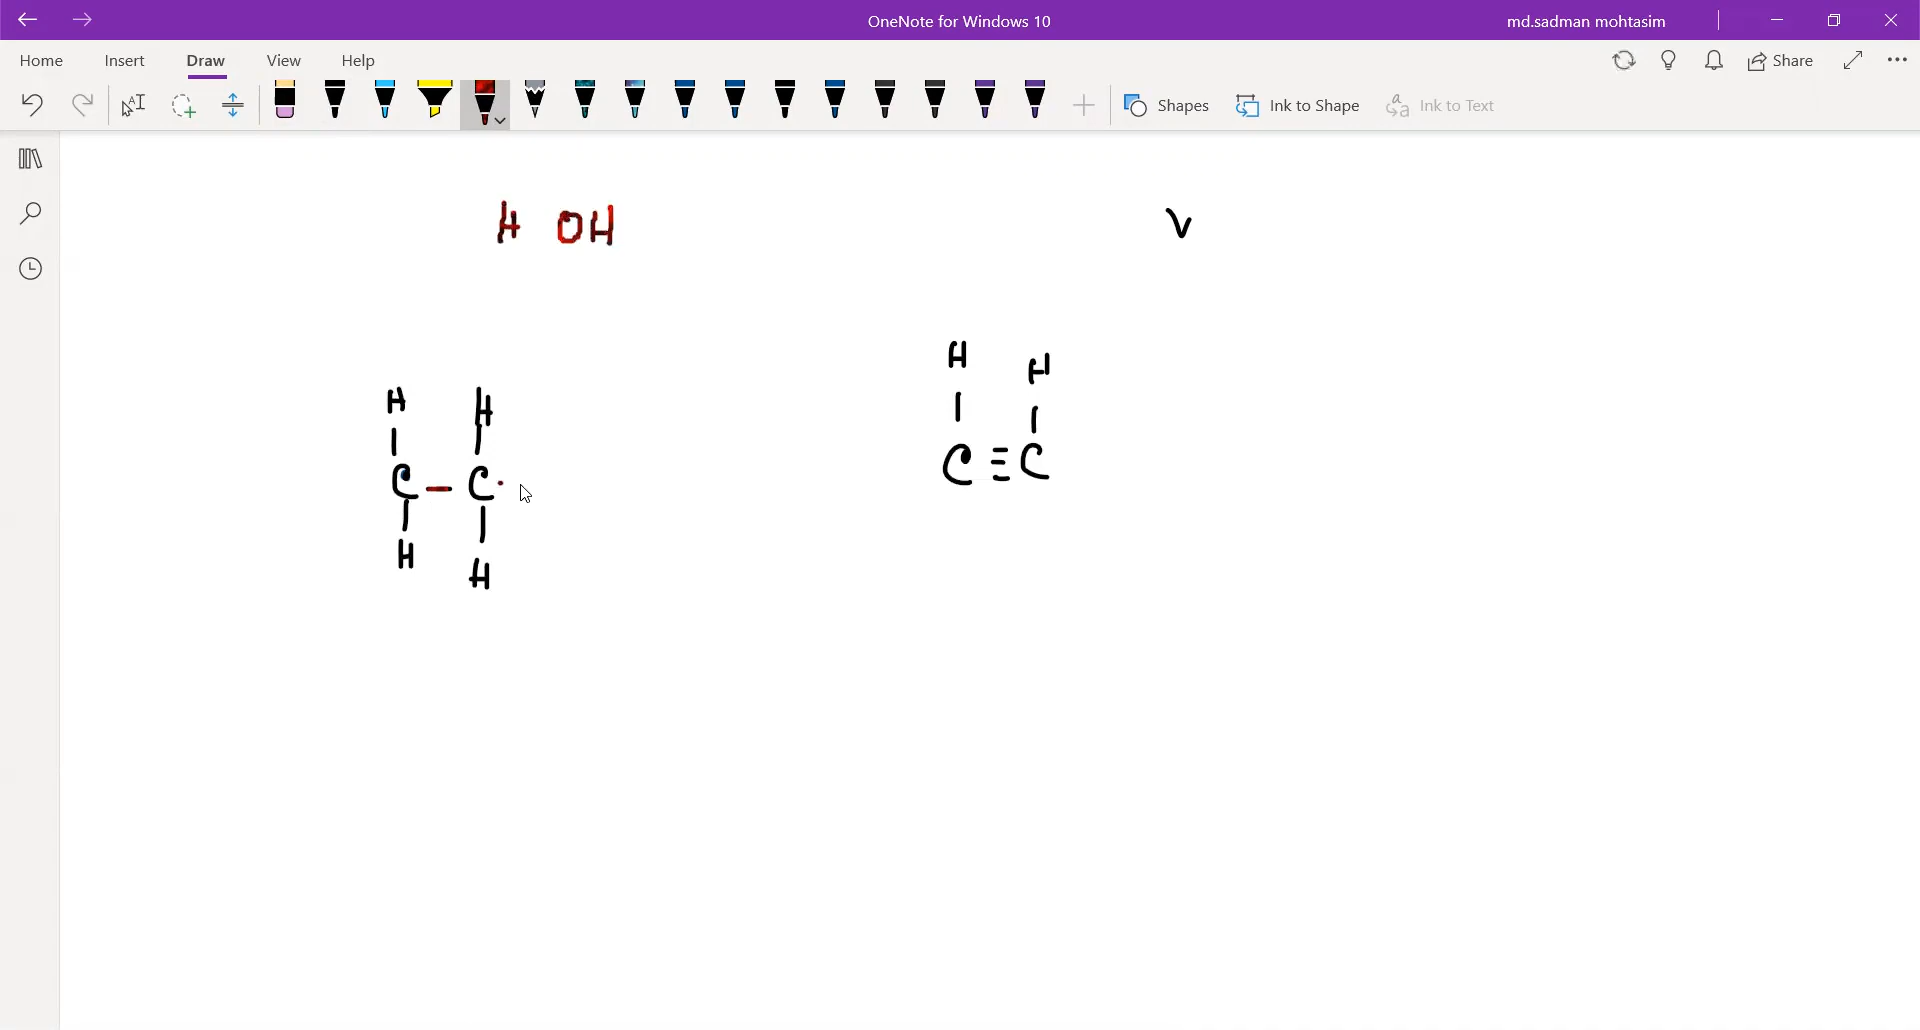 OneNote for Windows 10
md.sadman mohtasim
Home Insert Draw View Help
Share
Shapes Ink to Shape Ink to Text
H OH
V
H H
C ≡ C
H H
C - C ·
H H